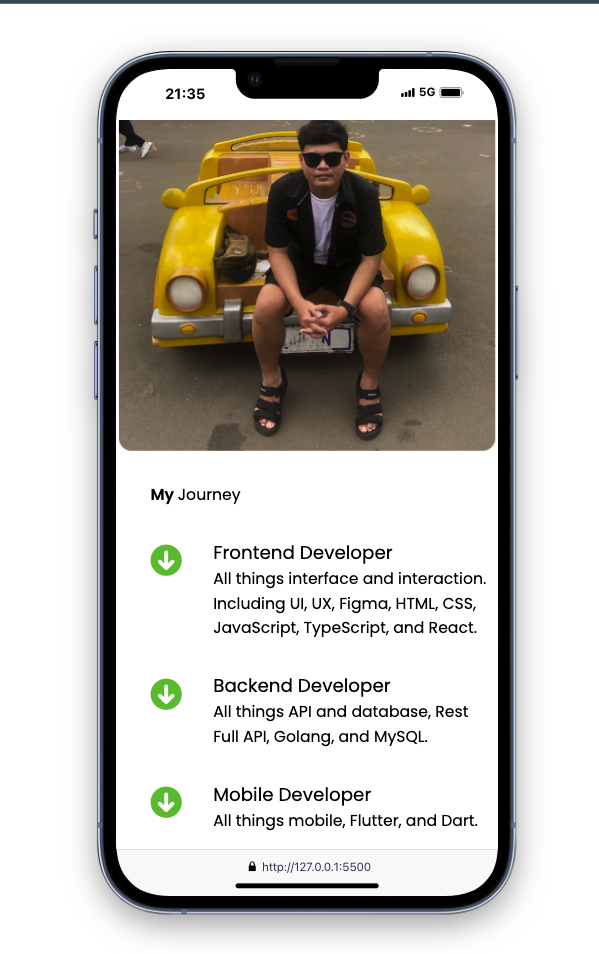 21:35
5G
My Journey
Frontend Developer
All things interface and interaction.
Including UI, UX, Figma, HTML, CSS,
JavaScript, TypeScript, and React.
Backend Developer
All things API and database, Rest
Full API, Golang, and MySQL.
Mobile Developer
All things mobile, Flutter, and Dart.
http://127.0.0.1:5500